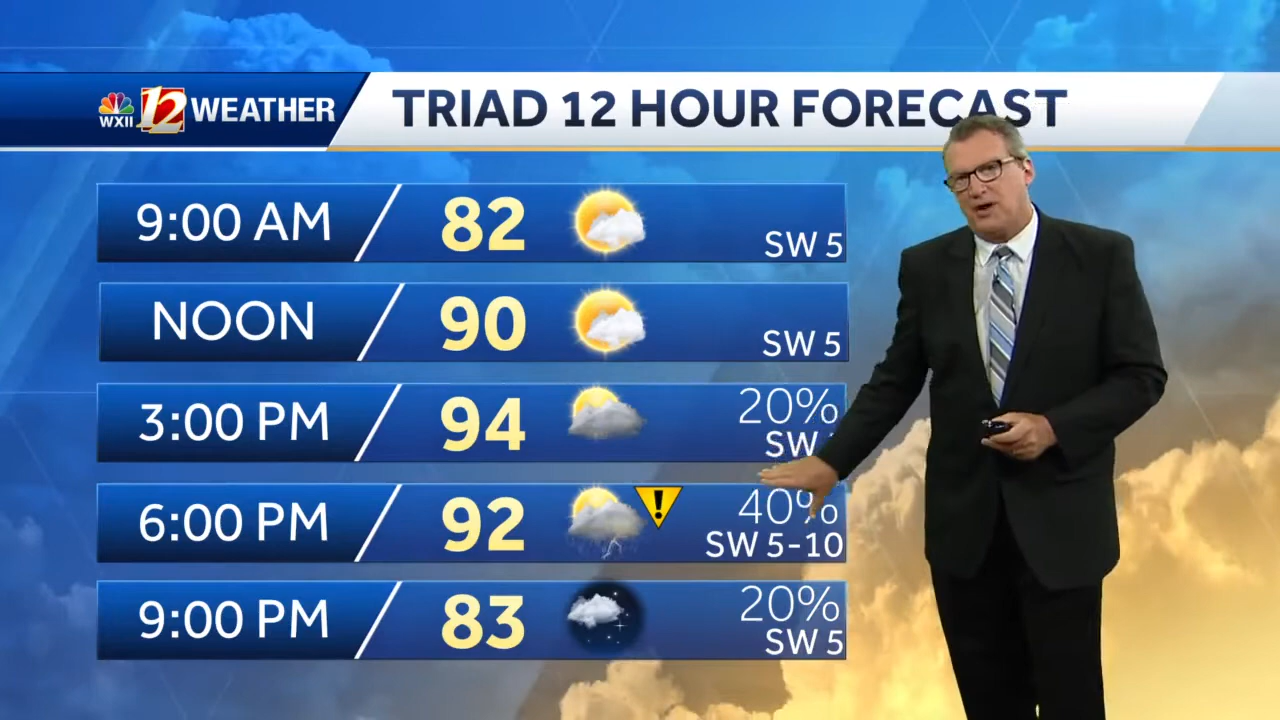 WXII 12 WEATHER
TRIAD 12 HOUR FORECAST
9:00 AM 82 SW 5
NOON 90 SW 5
3:00 PM 94 20%
SW
6:00 PM 92 ! 40%
SW 5-10
9:00 PM 83 20%
SW 5